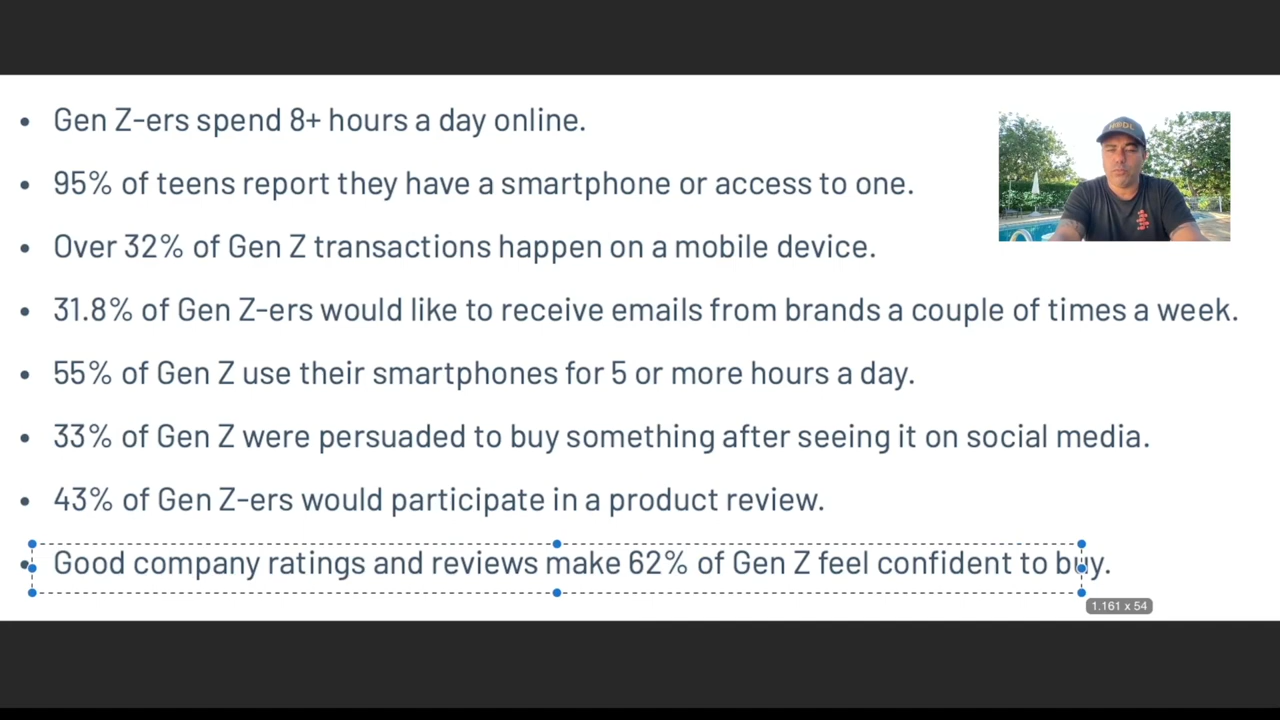 • Gen Z-ers spend 8+ hours a day online.
• 95% of teens report they have a smartphone or access to one.
• Over 32% of Gen Z transactions happen on a mobile device.
• 31.8% of Gen Z-ers would like to receive emails from brands a couple of times a week.
• 55% of Gen Z use their smartphones for 5 or more hours a day.
• 33% of Gen Z were persuaded to buy something after seeing it on social media.
• 43% of Gen Z-ers would participate in a product review.
• Good company ratings and reviews make 62% of Gen Z feel confident to buy.
1.161 x 54